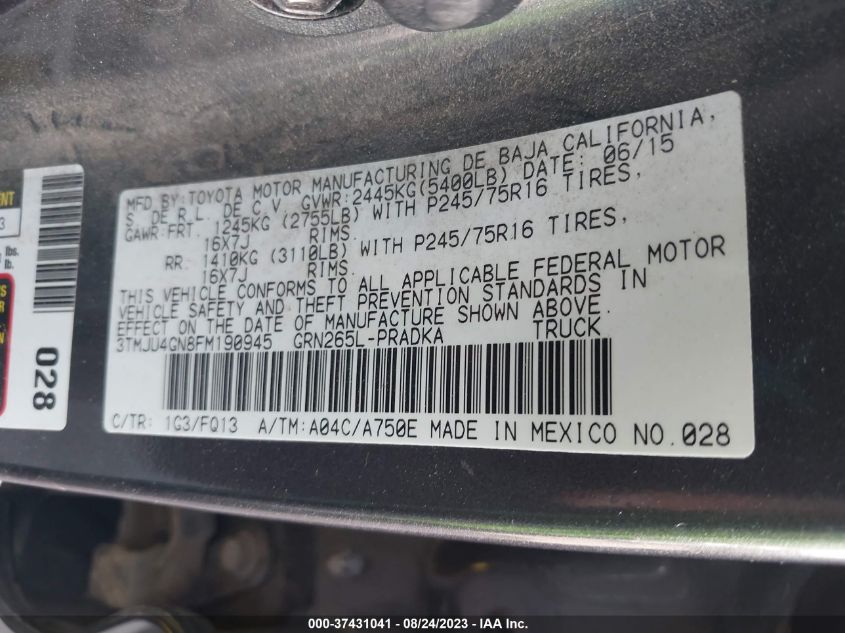 MFD BY: TOYOTA MOTOR MANUFACTURING DE BAJA CALIFORNIA,
S. DE R.L. DE C.V. GVWR: 2445KG(5400LB) DATE: 06/15
GAWR:FRT. 1245KG (2755LB) WITH P245/75R16 TIRES,
16X7J RIMS.
RR. 1410KG (3110LB) WITH P245/75R16 TIRES,
16X7J RIMS.
THIS VEHICLE CONFORMS TO ALL APPLICABLE FEDERAL MOTOR
VEHICLE SAFETY AND THEFT PREVENTION STANDARDS IN
EFFECT ON THE DATE OF MANUFACTURE SHOWN ABOVE.
3TMJU4GN8FM190945 GRN265L-PRADKA TRUCK
C/TR: 1G3/FQ13 A/TM:A04C/A750E MADE IN MEXICO NO.028
lbs.
lb.
028
000-37431041 - 08/24/2023 - IAA Inc.